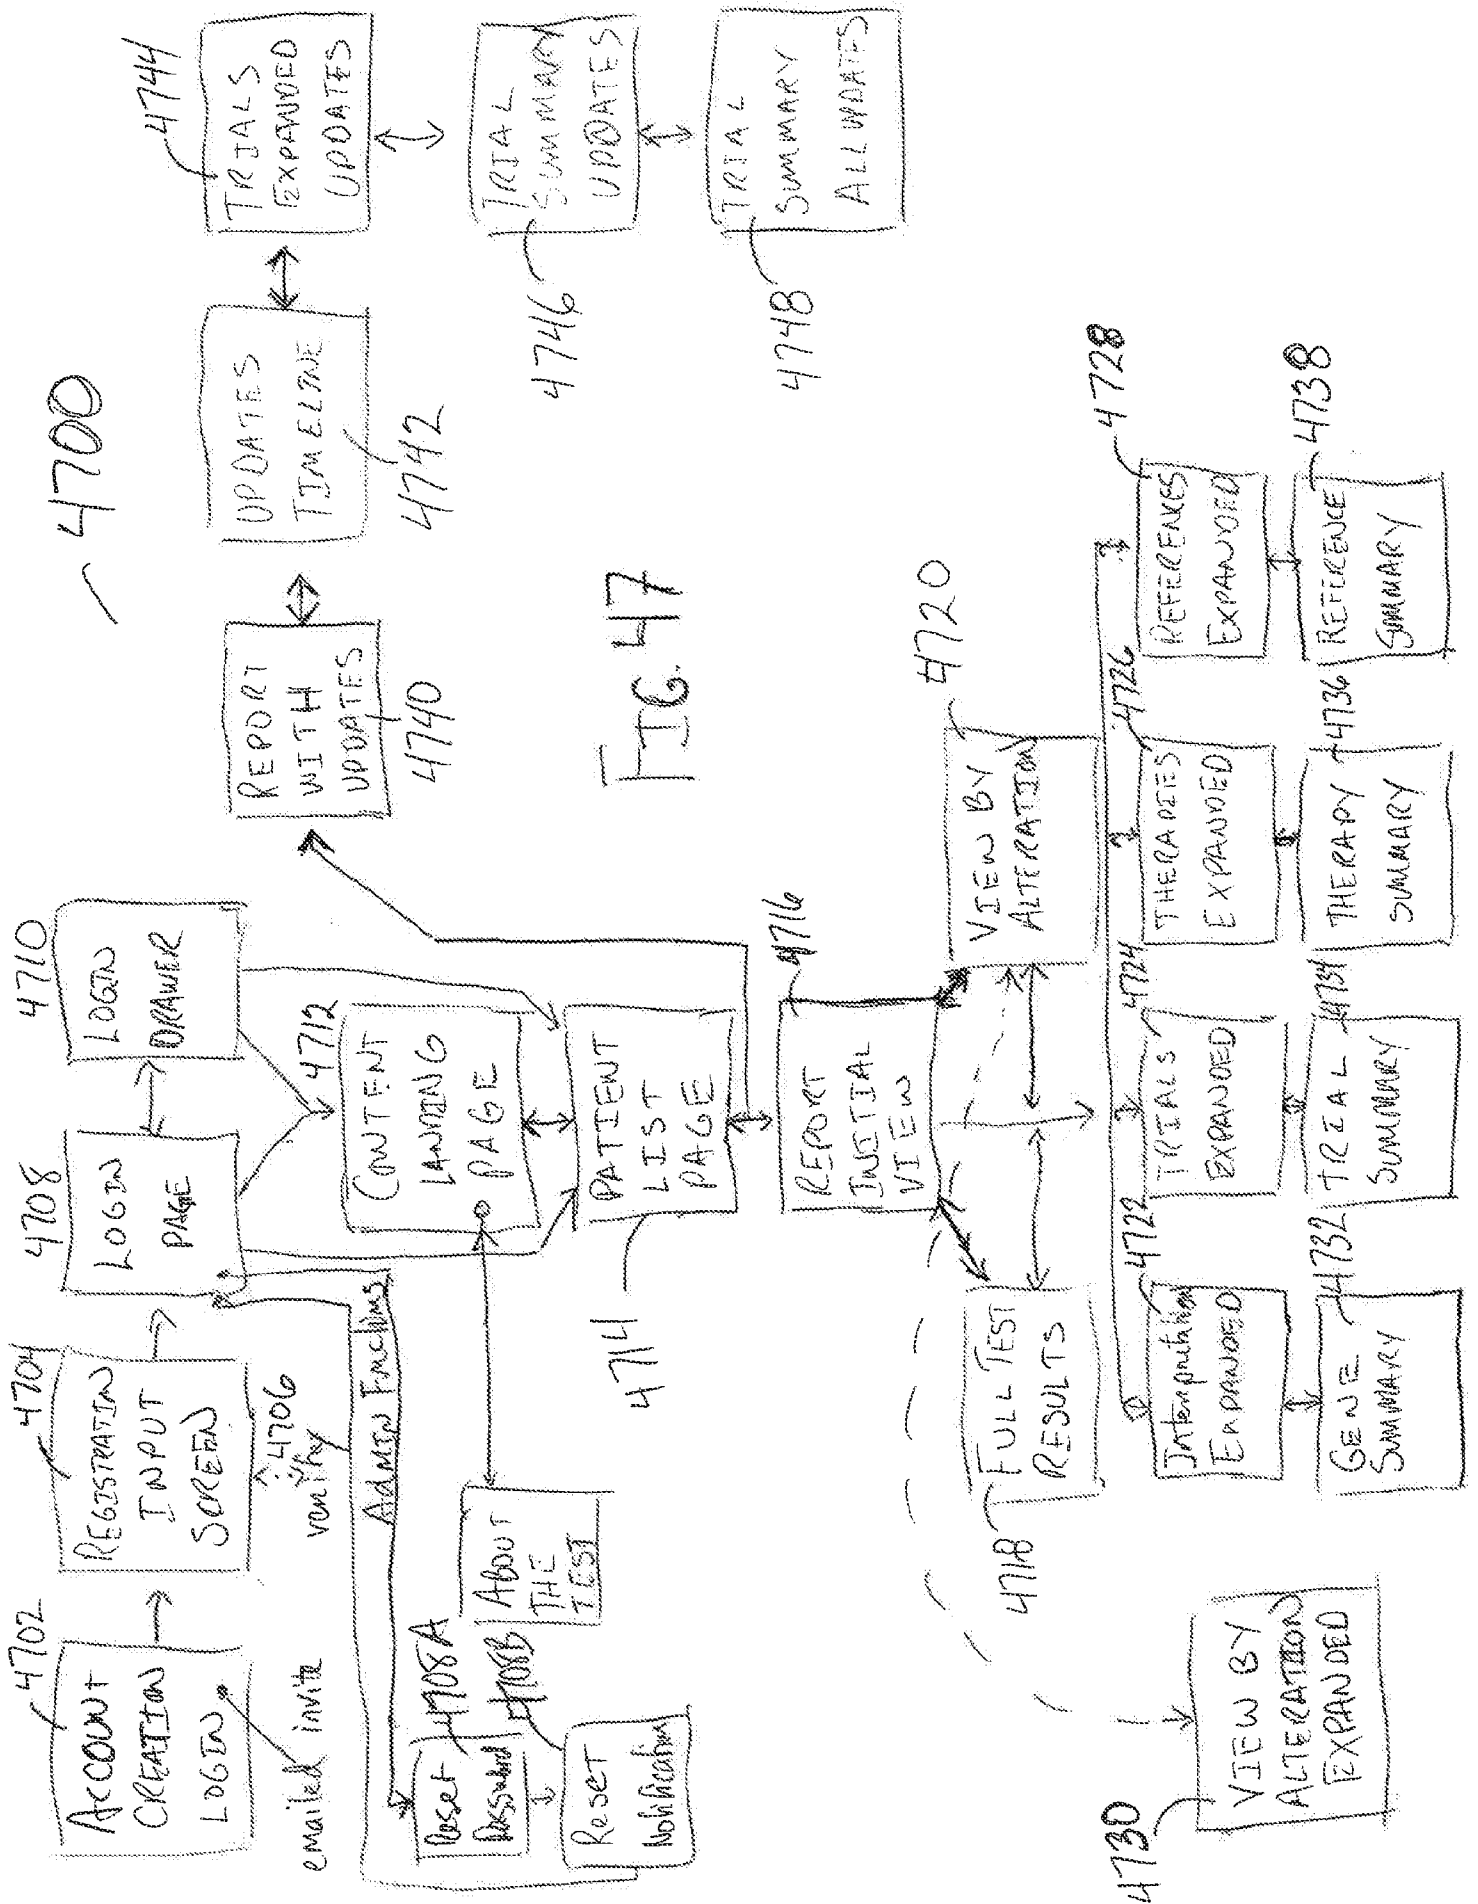 4700
4702
ACCOUNT
CREATION
LOGIN
emailed invite
4704
REGISTRATION
INPUT
SCREEN
4706
verify
4708
LOGIN
PAGE
4710
LOGIN
DRAWER
Admin Functions
Reset
Password
4708A
4708B
Reset
Notification
ABOUT
THE
TEST
4712
CONTENT
LANDING
PAGE
PATIENT
LIST
PAGE
4714
REPORT
WITH
UPDATES
4740
UPDATES
TIMELINE
4742
4744
TRIALS
EXPANDED
UPDATES
TRIAL
SUMMARY
UPDATES
4746
TRIAL
SUMMARY
ALL UPDATES
4748
FIG. 47
4716
REPORT
INITIAL
VIEW
4718
FULL TEST
RESULTS
4720
VIEW BY
ALTERATION
4722
Interpretation
EXPANDED
4724
TRIALS
EXPANDED
4726
THERAPIES
EXPANDED
4728
REFERENCES
EXPANDED
4730
VIEW BY
ALTERATION
EXPANDED
4732
GENE
SUMMARY
4734
TRIAL
SUMMARY
4736
THERAPY
SUMMARY
4738
REFERENCE
SUMMARY